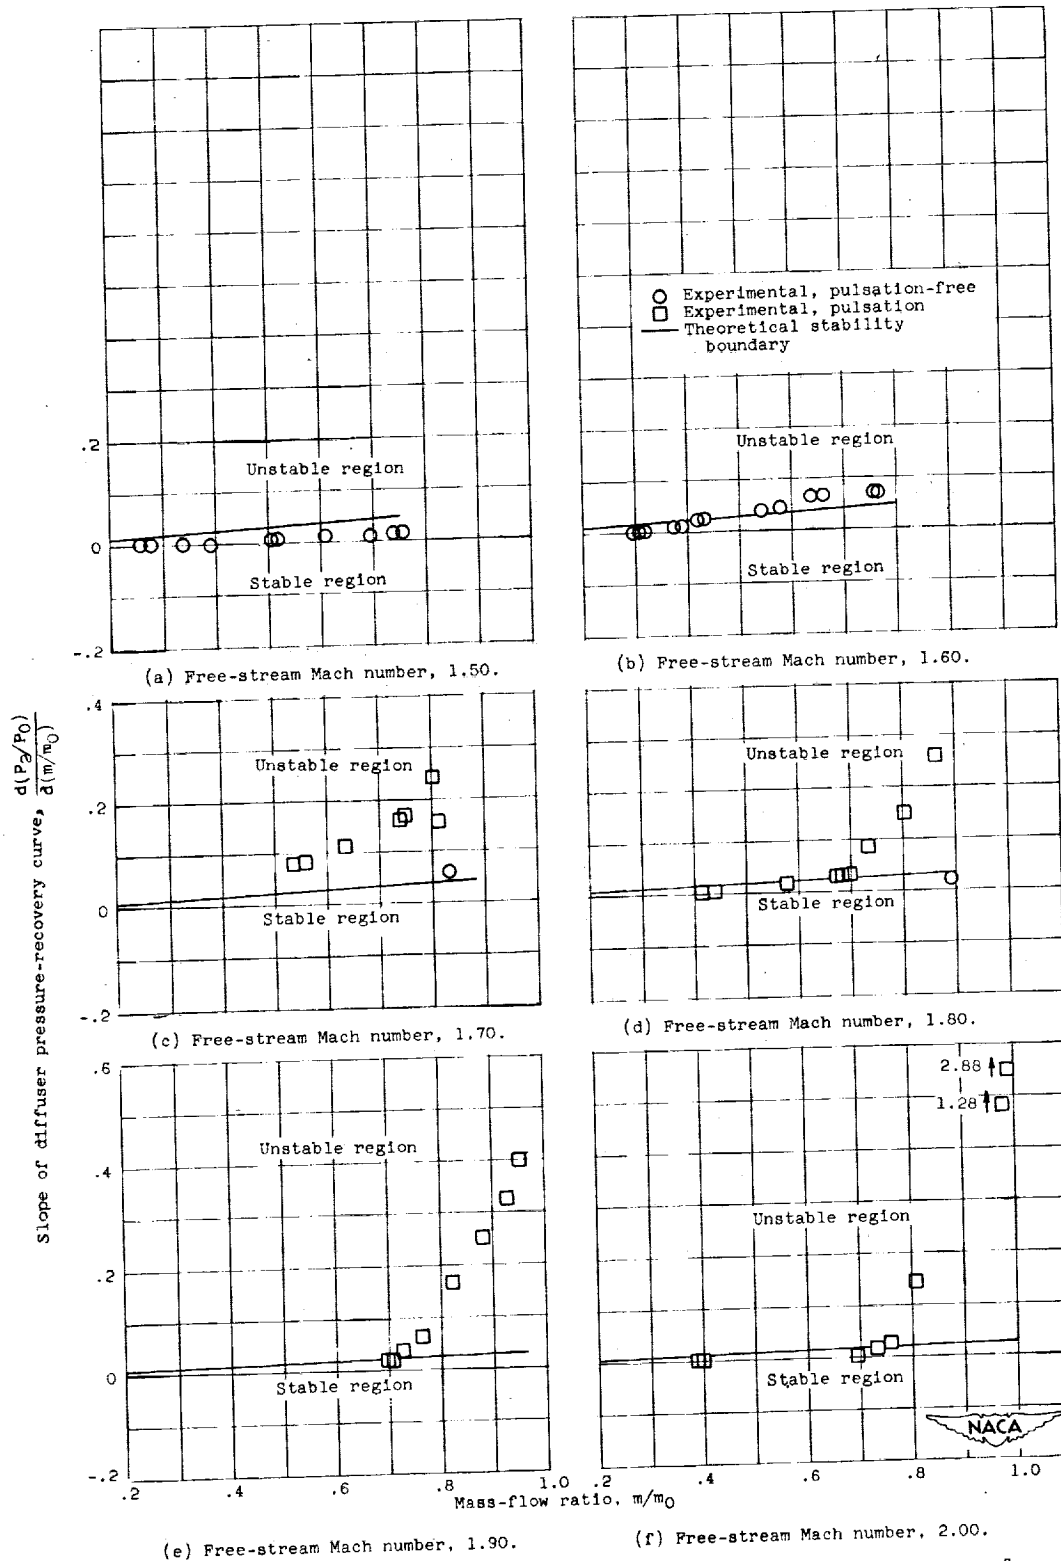 Experimental, pulsation-free
Experimental, pulsation
Theoretical stability
boundary
.2
0
-.2
Unstable region
Stable region
Unstable region
Stable region
(a) Free-stream Mach number, 1.50.
(b) Free-stream Mach number, 1.60.
Slope of diffuser pressure-recovery curve, d(P₂/P₀)
d(m/m₀)
.4
.2
0
-.2
Unstable region
Stable region
Unstable region
Stable region
(c) Free-stream Mach number, 1.70.
(d) Free-stream Mach number, 1.80.
.6
.4
.2
0
-.2
Unstable region
Stable region
2.88
1.28
Unstable region
Stable region
NACA
.2 .4 .6 .8 1.0 .2 .4 .6 .8 1.0
Mass-flow ratio, m/m₀
(e) Free-stream Mach number, 1.90.
(f) Free-stream Mach number, 2.00.